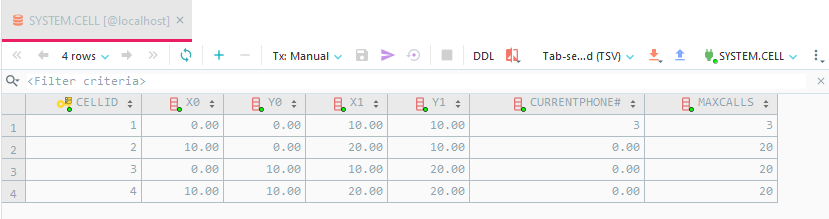 SYSTEM.CELL [@localhost]
4 rows Tx: Manual DDL Tab-se...d (TSV) SYSTEM.CELL
<Filter criteria>
CELLID X0 Y0 X1 Y1 CURRENTPHONE# MAXCALLS
1 1 0.00 0.00 10.00 10.00 3 3
2 2 10.00 0.00 20.00 10.00 0.00 20
3 3 0.00 10.00 10.00 20.00 0.00 20
4 4 10.00 10.00 20.00 20.00 0.00 20